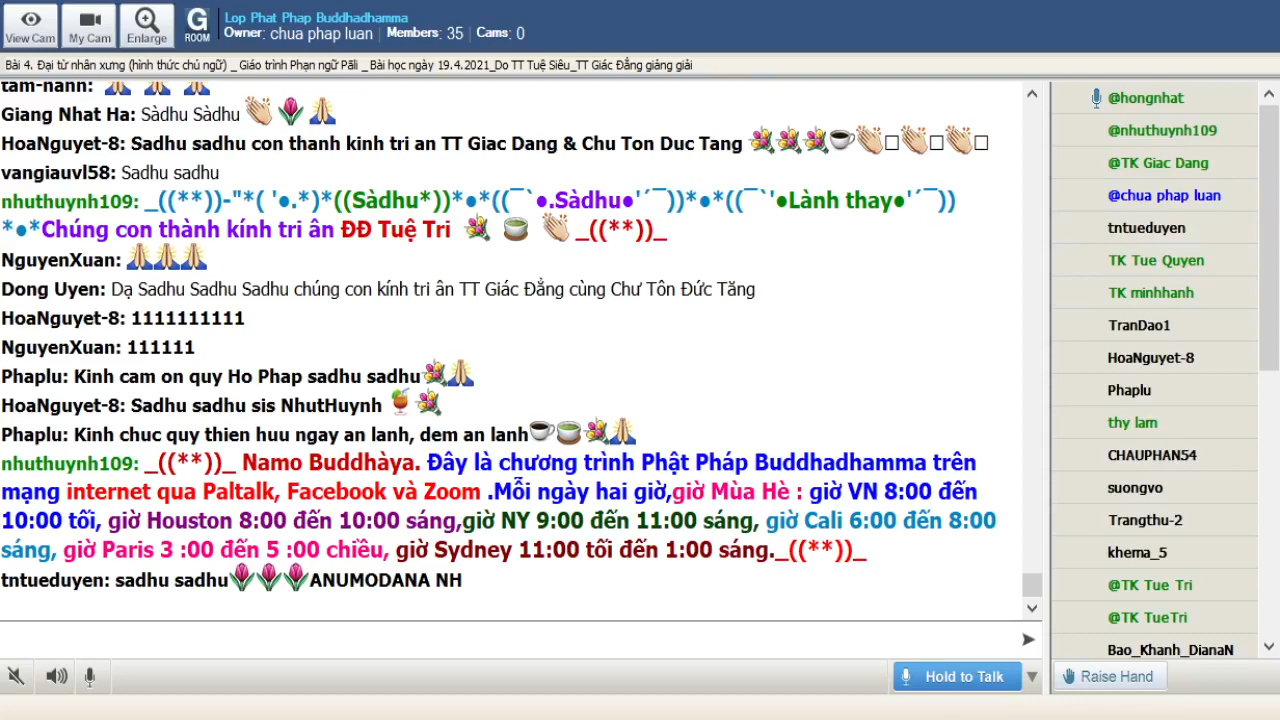 View Cam
My Cam
Enlarge
G
ROOM
Lop Phat Phap Buddhadhamma
Owner: chua phap luan | Members: 35 | Cams: 0
Bài 4. Đại từ nhân xưng (hình thức chủ ngữ) _ Giáo trình Phạn ngữ Pāli _ Bài học ngày 19.4.2021_Do TT Tuệ Siêu_TT Giác Đẳng giảng giải
tam-hanh:
Giang Nhat Ha: Sàdhu Sàdhu
HoaNguyet-8: Sadhu sadhu con thanh kinh tri an TT Giac Dang & Chu Ton Duc Tang
vangiauvl58: Sadhu sadhu
nhuthuynh109: _((**))-"*( '●.*)*((Sàdhu*))*●*((¯`●.Sàdhu●'´¯))*●*((¯`'●Lành thay●'´¯))
*●*Chúng con thành kính tri ân ĐĐ Tuệ Tri _((**))_
NguyenXuan:
Dong Uyen: Dạ Sadhu Sadhu Sadhu chúng con kính tri ân TT Giác Đẳng cùng Chư Tôn Đức Tăng
HoaNguyet-8: 1111111111
NguyenXuan: 111111
Phaplu: Kinh cam on quy Ho Phap sadhu sadhu
HoaNguyet-8: Sadhu sadhu sis NhutHuynh
Phaplu: Kinh chuc quy thien huu ngay an lanh, dem an lanh
nhuthuynh109: _((**))_ Namo Buddhàya. Đây là chương trình Phật Pháp Buddhadhamma trên
mạng internet qua Paltalk, Facebook và Zoom .Mỗi ngày hai giờ,giờ Mùa Hè : giờ VN 8:00 đến
10:00 tối, giờ Houston 8:00 đến 10:00 sáng,giờ NY 9:00 đến 11:00 sáng, giờ Cali 6:00 đến 8:00
sáng, giờ Paris 3 :00 đến 5 :00 chiều, giờ Sydney 11:00 tối đến 1:00 sáng._((**))_
tntueduyen: sadhu sadhu ANUMODANA NH
Hold to Talk
@hongnhat
@nhuthuynh109
@TK Giac Dang
@chua phap luan
tntueduyen
TK Tue Quyen
TK minhhanh
TranDao1
HoaNguyet-8
Phaplu
thy lam
CHAUPHAN54
suongvo
Trangthu-2
khema_5
@TK Tue Tri
@TK TueTri
Bao_Khanh_DianaN
Raise Hand